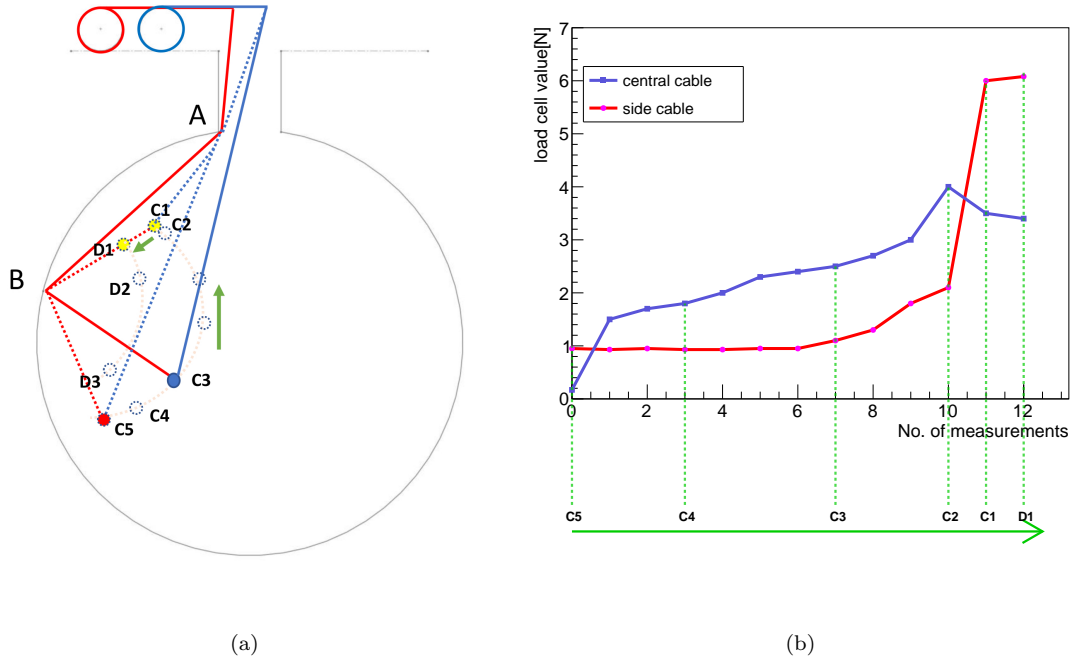 A
B
C1
C2
D1
D2
C3
D3
C4
C5
load cell value[N]
7
6
5
4
3
2
1
0
central cable
side cable
0 2 4 6 8 10 12
No. of measurements
C5 C4 C3 C2 C1 D1
(a) (b)